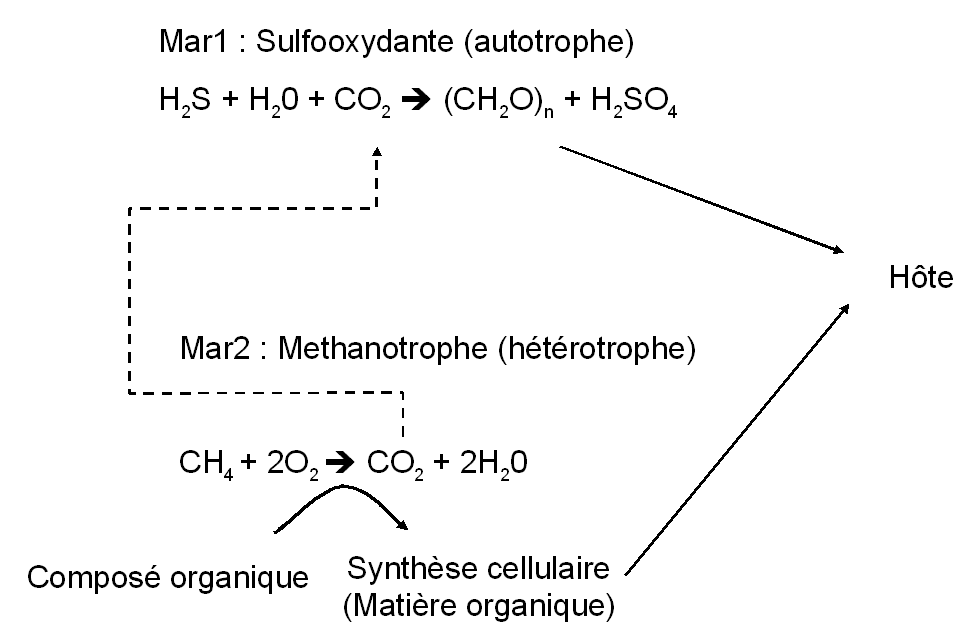 Mar1 : Sulfooxydante (autotrophe)
H₂S + H₂0 + CO₂ ➔ (CH₂O)ₙ + H₂SO₄
Hôte
Mar2 : Methanotrophe (hétérotrophe)
CH₄ + 2O₂ ➔ CO₂ + 2H₂0
Composé organique
Synthèse cellulaire
(Matière organique)